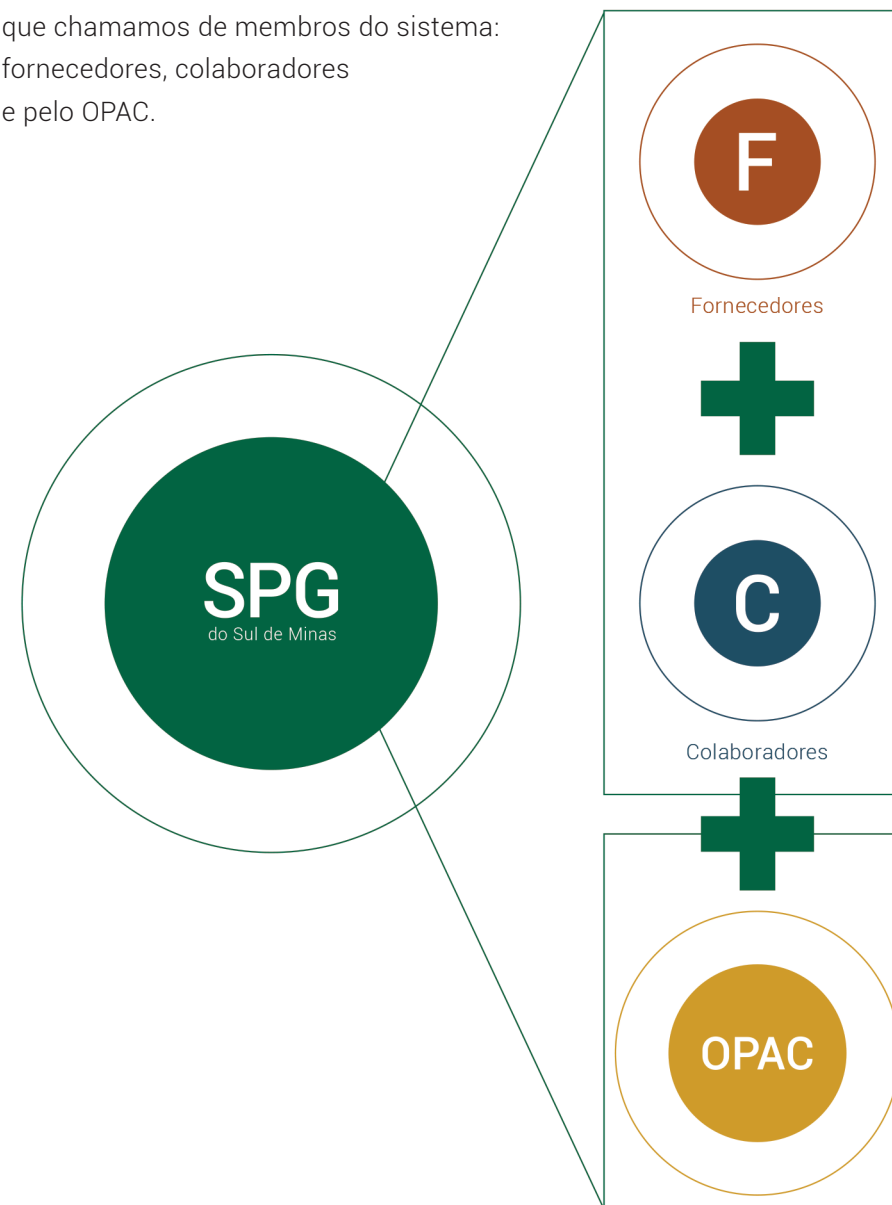 que chamamos de membros do sistema:
fornecedores, colaboradores
e pelo OPAC.
F
Fornecedores
SPG
do Sul de Minas
C
Colaboradores
OPAC